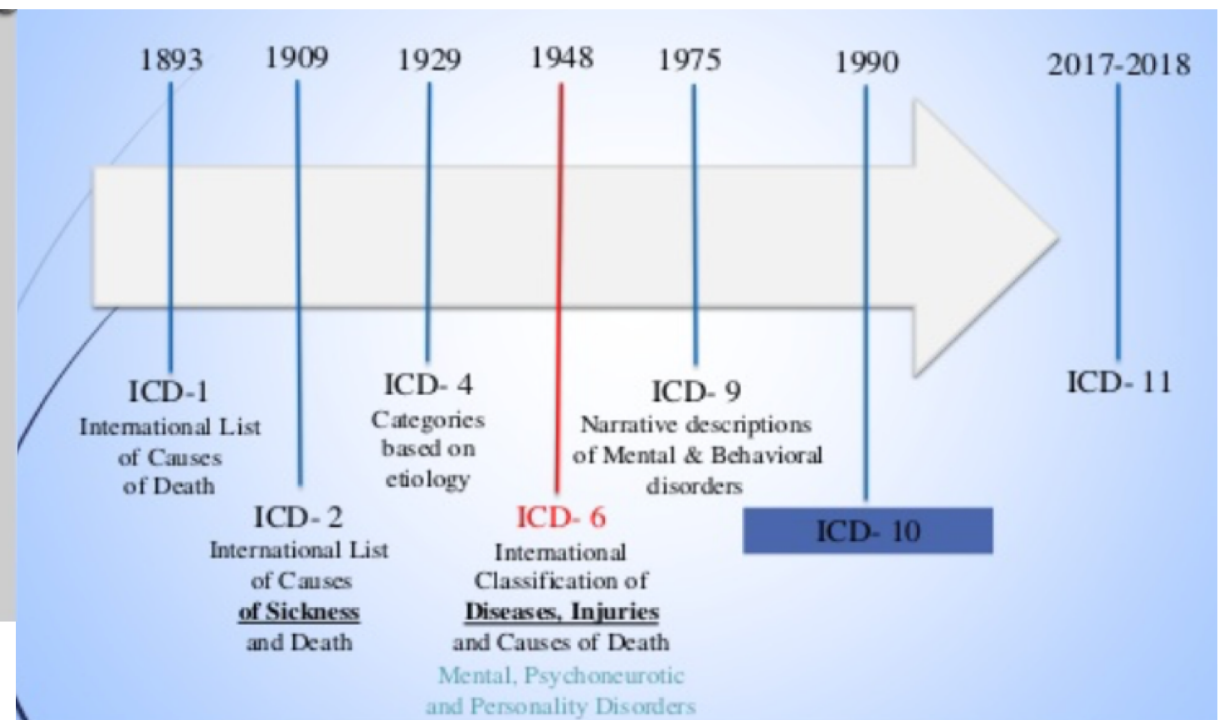 1893
1909
1929
1948
1975
1990
2017-2018
ICD-1
International List
of Causes
of Death
ICD- 2
International List
of Causes
of Sickness
and Death
ICD- 4
Categories
based on
etiology
ICD- 6
International
Classification of
Diseases, Injuries
and Causes of Death
Mental, Psychoneurotic
and Personality Disorders
ICD- 9
Narrative descriptions
of Mental & Behavioral
disorders
ICD- 10
ICD- 11